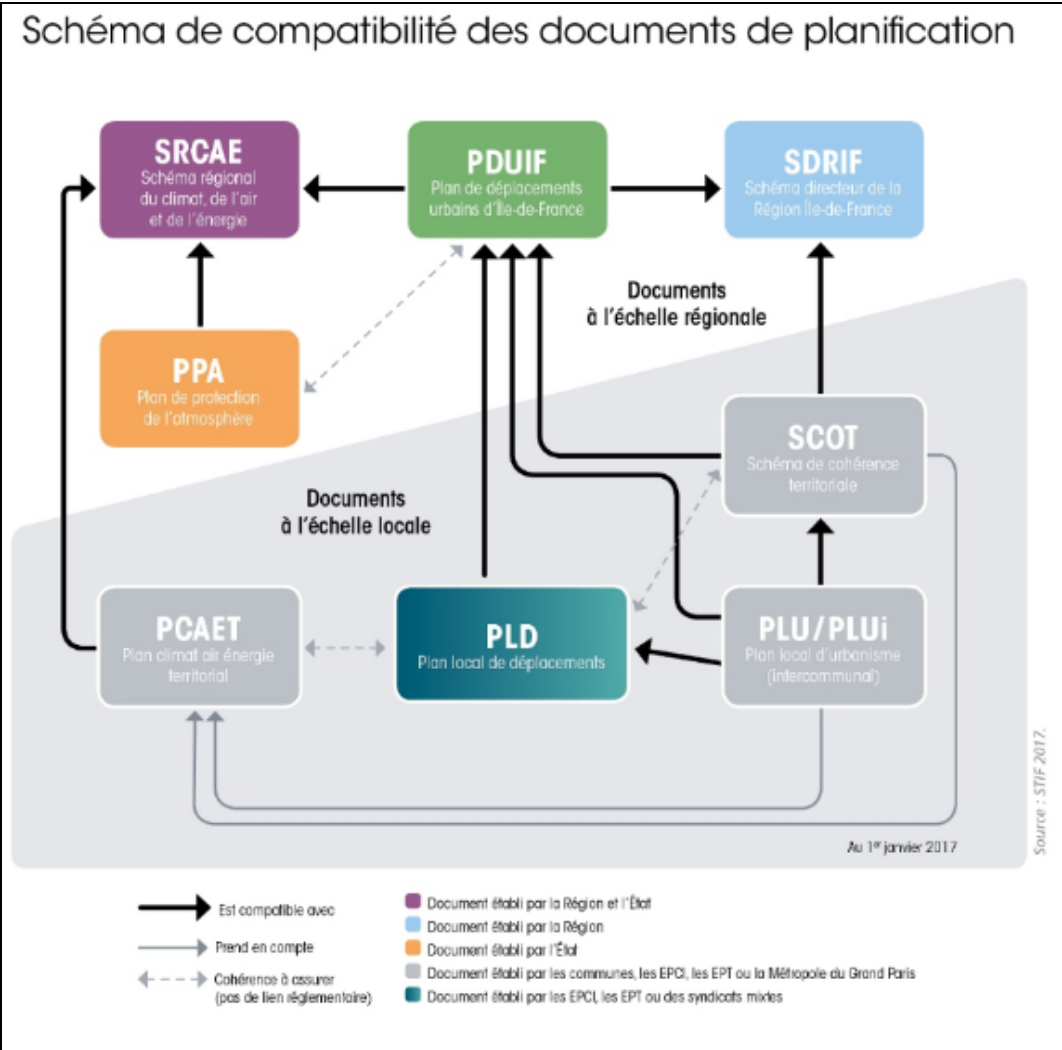 Schéma de compatibilité des documents de planification
SRCAE
Schéma régional
du climat, de l'air
et de l'énergie
PDUIF
Plan de déplacements
urbains d'Île-de-France
SDRIF
Schéma directeur de la
Région Île-de-France
Documents
à l'échelle régionale
PPA
Plan de protection
de l'atmosphère
SCOT
Schéma de cohérence
territoriale
Documents
à l'échelle locale
PCAET
Plan climat air énergie
territorial
PLD
Plan local de déplacements
PLU/PLUi
Plan local d'urbanisme
(intercommunal)
Source : STIF 2017.
Au 1er janvier 2017
Est compatible avec
Prend en compte
Cohérence à assurer
(pas de lien réglementaire)
Document établi par la Région et l'État
Document établi par la Région
Document établi par l'État
Document établi par les communes, les EPCI, les EPT ou la Métropole du Grand Paris
Document établi par les EPCI, les EPT ou des syndicats mixtes